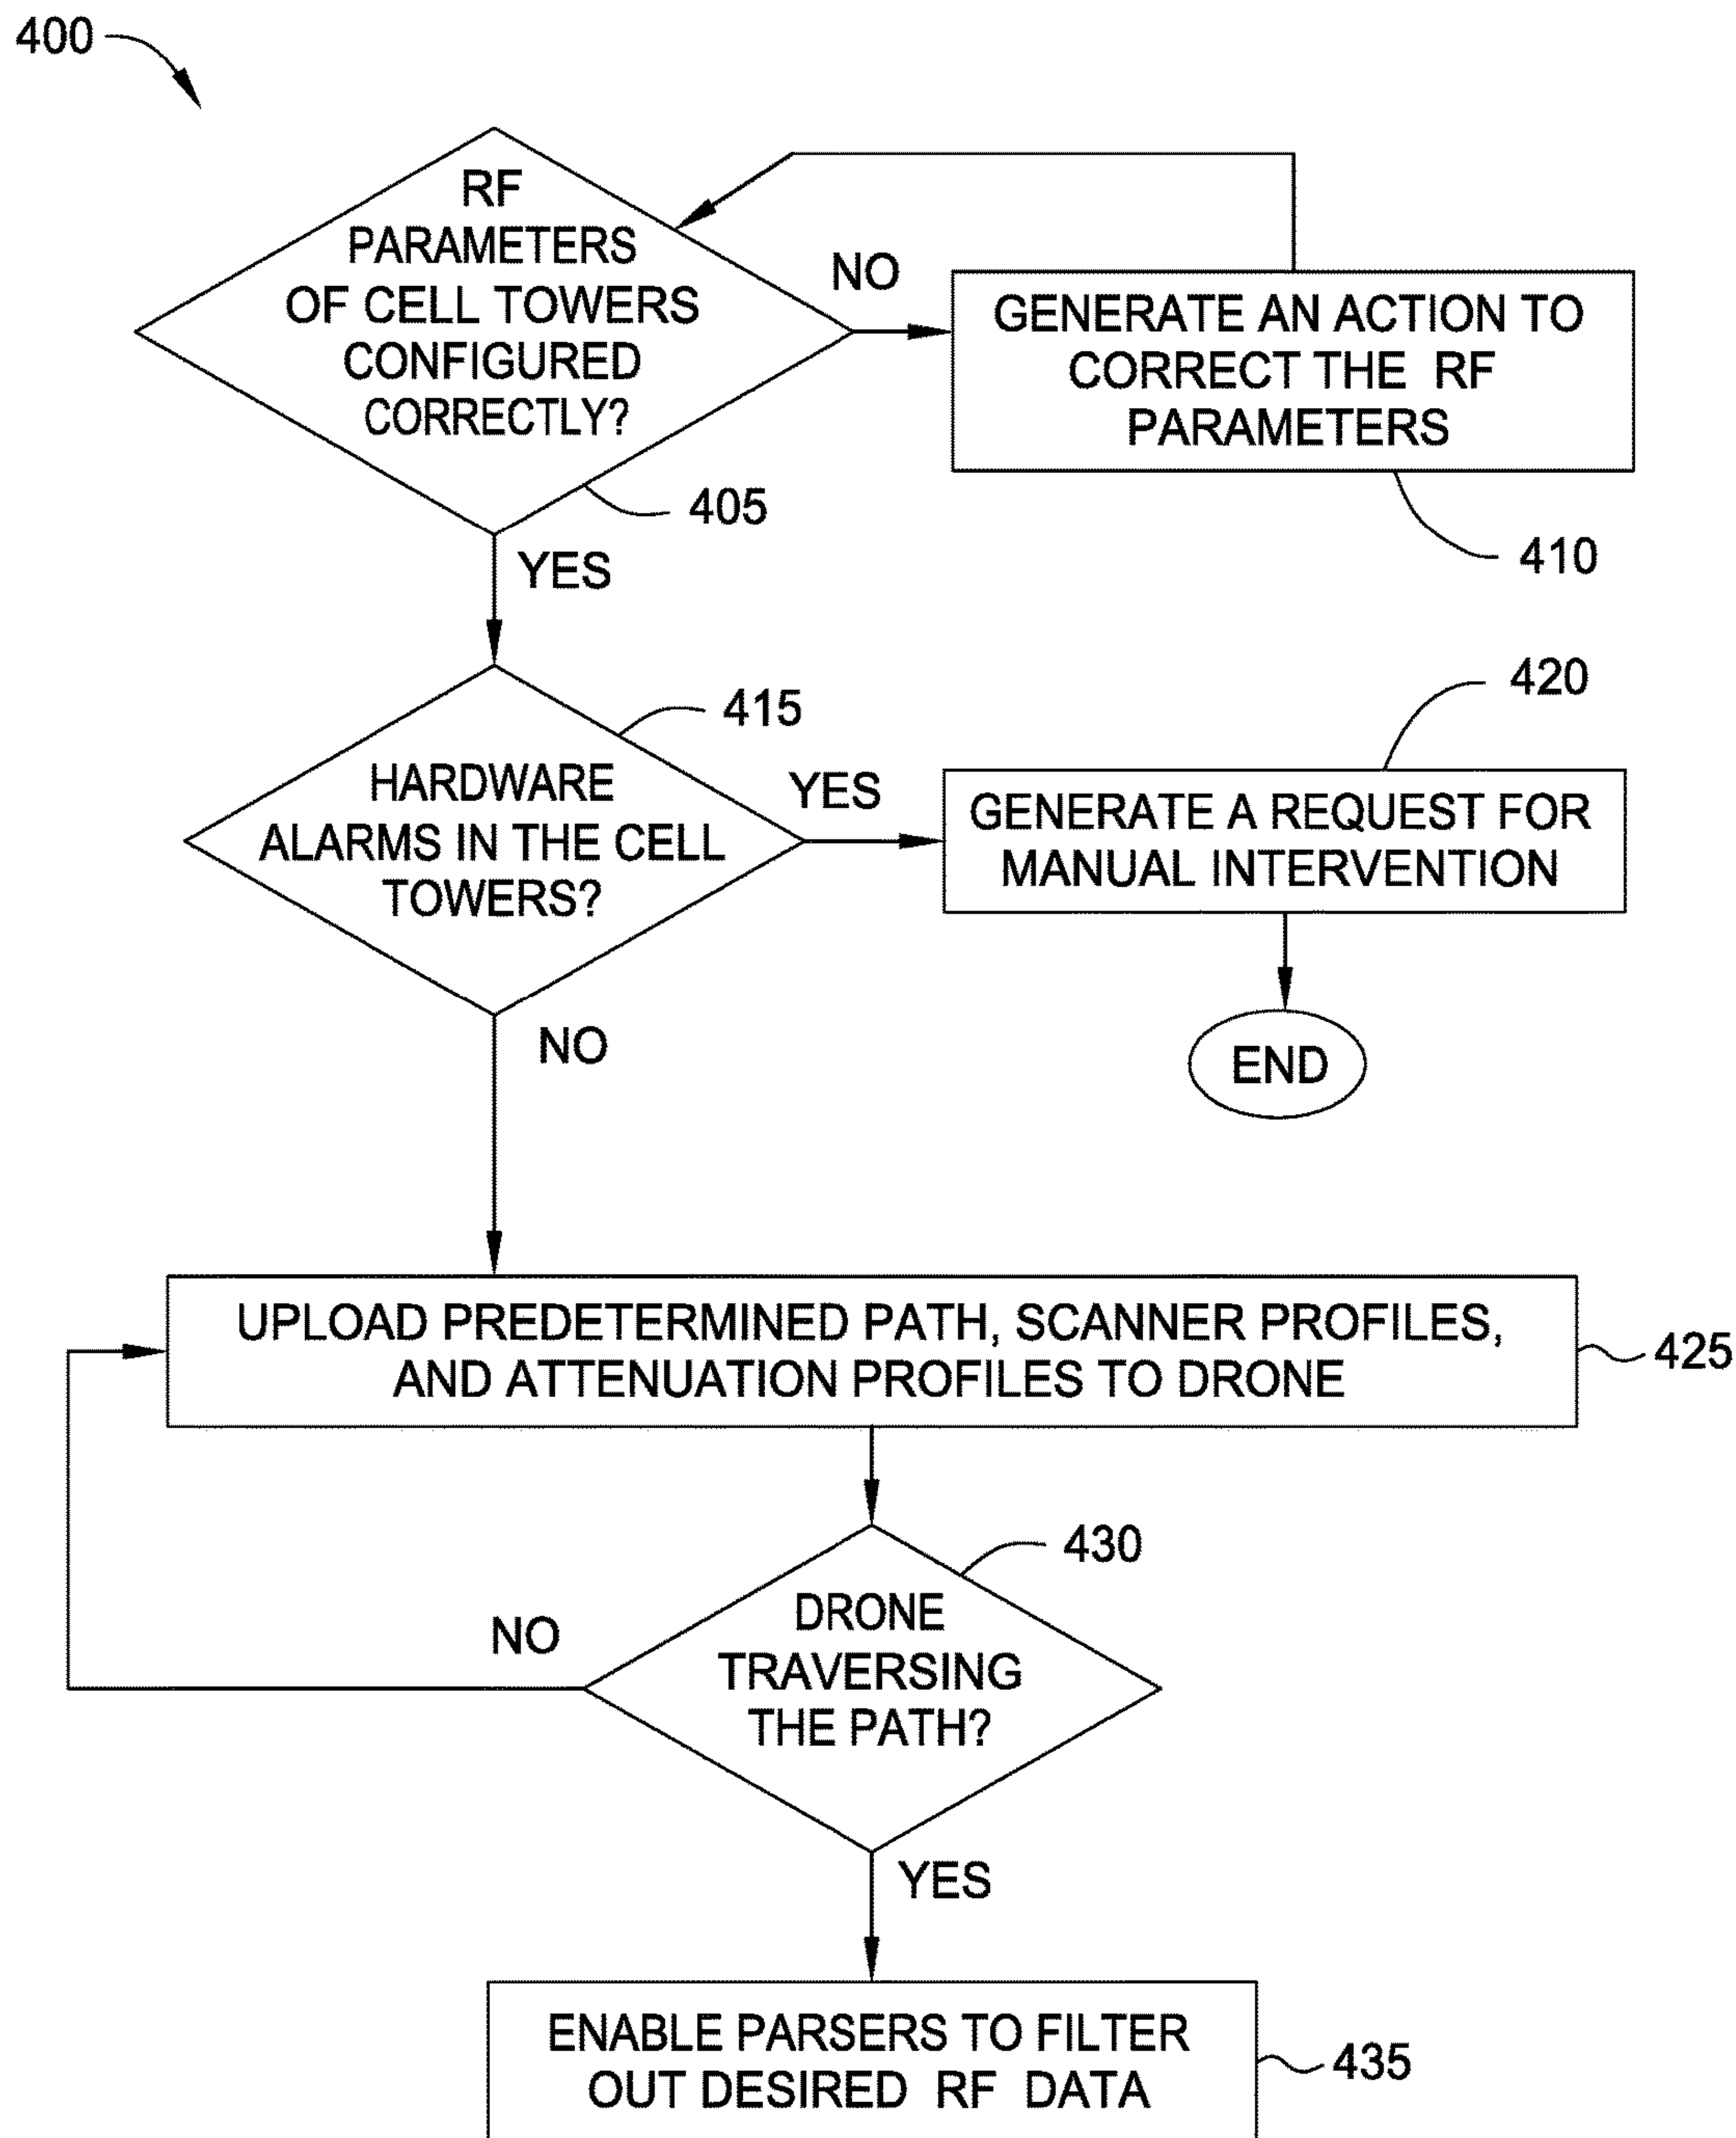 400
RF
PARAMETERS
OF CELL TOWERS
CONFIGURED
CORRECTLY?
405
NO
GENERATE AN ACTION TO
CORRECT THE RF
PARAMETERS
410
YES
415
HARDWARE
ALARMS IN THE CELL
TOWERS?
YES
420
GENERATE A REQUEST FOR
MANUAL INTERVENTION
END
NO
UPLOAD PREDETERMINED PATH, SCANNER PROFILES,
AND ATTENUATION PROFILES TO DRONE
425
430
DRONE
TRAVERSING
THE PATH?
NO
YES
ENABLE PARSERS TO FILTER
OUT DESIRED RF DATA
435